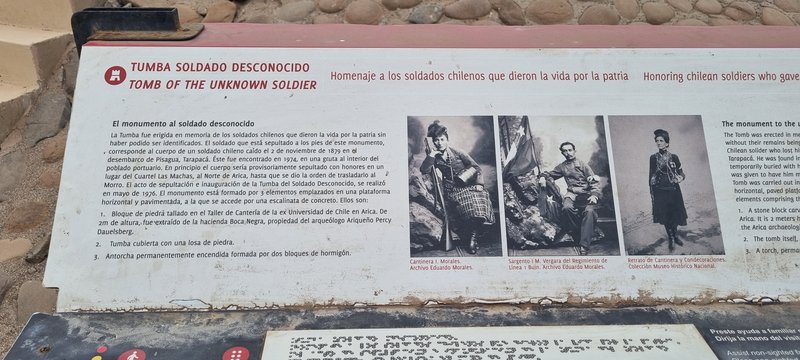 TUMBA SOLDADO DESCONOCIDO
TOMB OF THE UNKNOWN SOLDIER
Homenaje a los soldados chilenos que dieron la vida por la patria
Honoring chilean soldiers who gave
El monumento al soldado desconocido
La Tumba fue erigida en memoria de los soldados chilenos que dieron la vida por la patria sin
haber podido ser identificados. El soldado que está sepultado a los pies de este monumento,
corresponde al cuerpo de un soldado chileno caído el 2 de noviembre de 1879 en el
desembarco de Pisagua, Tarapacá. Éste fue encontrado en 1974, en una gruta al interior del
poblado portuario. En principio el cuerpo sería provisoriamente sepultado con honores en un
lugar del Cuartel Las Machas, al Norte de Arica, hasta que se dio la orden de trasladarlo al
Morro. El acto de sepultación e inauguración de la Tumba del Soldado Desconocido, se realizó
en mayo de 1976. El monumento está formado por 3 elementos emplazados en una plataforma
horizontal y pavimentada, a la que se accede por una escalinata de concreto. Ellos son:
1. Bloque de piedra tallado en el Taller de Cantería de la ex Universidad de Chile en Arica. De
2m de altura, fue extraído de la hacienda Boca Negra, propiedad del arqueólogo Ariqueño Percy
Dauelsberg.
2. Tumba cubierta con una losa de piedra.
3. Antorcha permanentemente encendida formada por dos bloques de hormigón.
Cantinera I. Morales.
Archivo Eduardo Morales.
Sargento I M. Vergara del Regimiento de
Línea 1 Buin. Archivo Eduardo Morales.
Retrato de Cantinera y Condecoraciones.
Colección Museo Histórico Nacional.
The monument to the u
The Tomb was erected in me
without their remains being
Chilean soldier who lost h
Tarapacá. He was found in
temporarily buried with h
was given to have him m
Tomb was carried out in
horizontal, paved platf
elements comprising th
1. A stone block carv
Arica. It is 2 meters h
the Arica archaeologi
2. The tomb itself,
3. A torch, perma
Preste ayuda a familiar
Dirija la mano del visi
Assist non-sighted